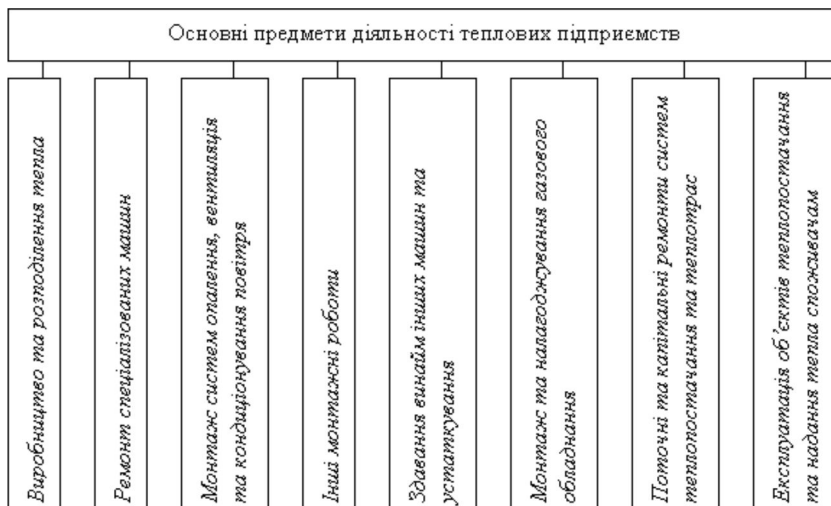 Основні предмети діяльності теплових підприємств
Виробництво та розподілення тепла
Ремонт спеціалізованих машин
Монтаж систем опалення, вентиляція
та кондиціонування повітря
Інші монтажні роботи
Здавання винайм інших машин та
устаткування
Монтаж та налагоджування газового
обладнання
Поточні та капітальні ремонти систем
теплопостачання та теплотрас
Експлуатація об’єктів теплопостачання
та надання тепла споживачам